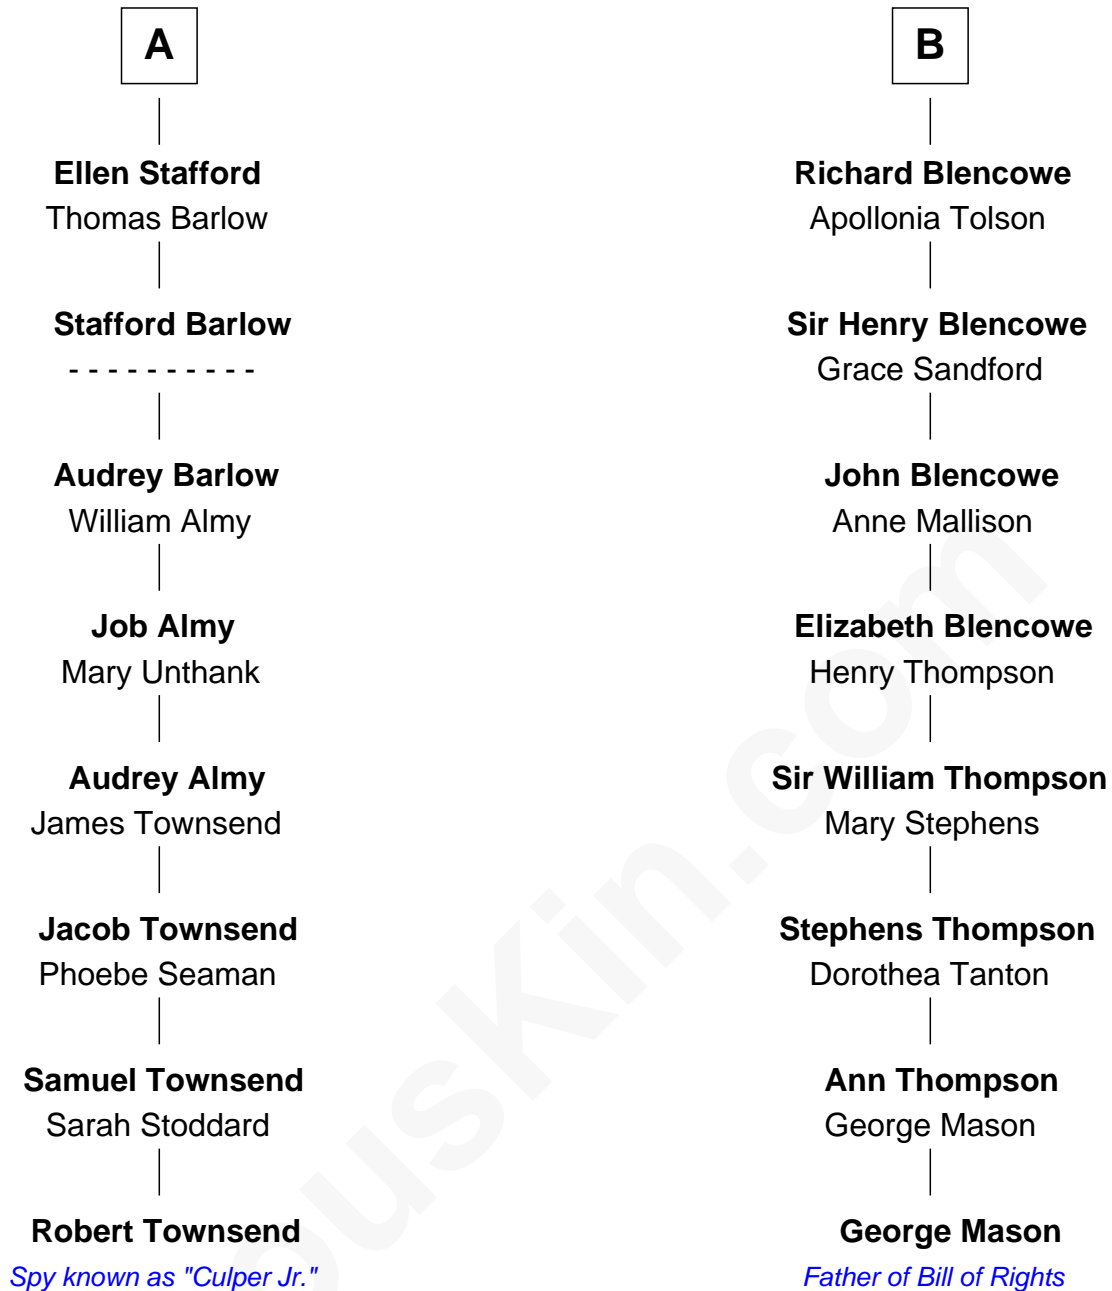 A
B
Ellen Stafford
Thomas Barlow
Richard Blencowe
Apollonia Tolson
Stafford Barlow
- - - - - - - - - -
Sir Henry Blencowe
Grace Sandford
Audrey Barlow
William Almy
John Blencowe
Anne Mallison
Job Almy
Mary Unthank
Elizabeth Blencowe
Henry Thompson
Audrey Almy
James Townsend
Sir William Thompson
Mary Stephens
Jacob Townsend
Phoebe Seaman
Stephens Thompson
Dorothea Tanton
Samuel Townsend
Sarah Stoddard
Ann Thompson
George Mason
Robert Townsend
Spy known as "Culper Jr."
George Mason
Father of Bill of Rights
ousKin.com